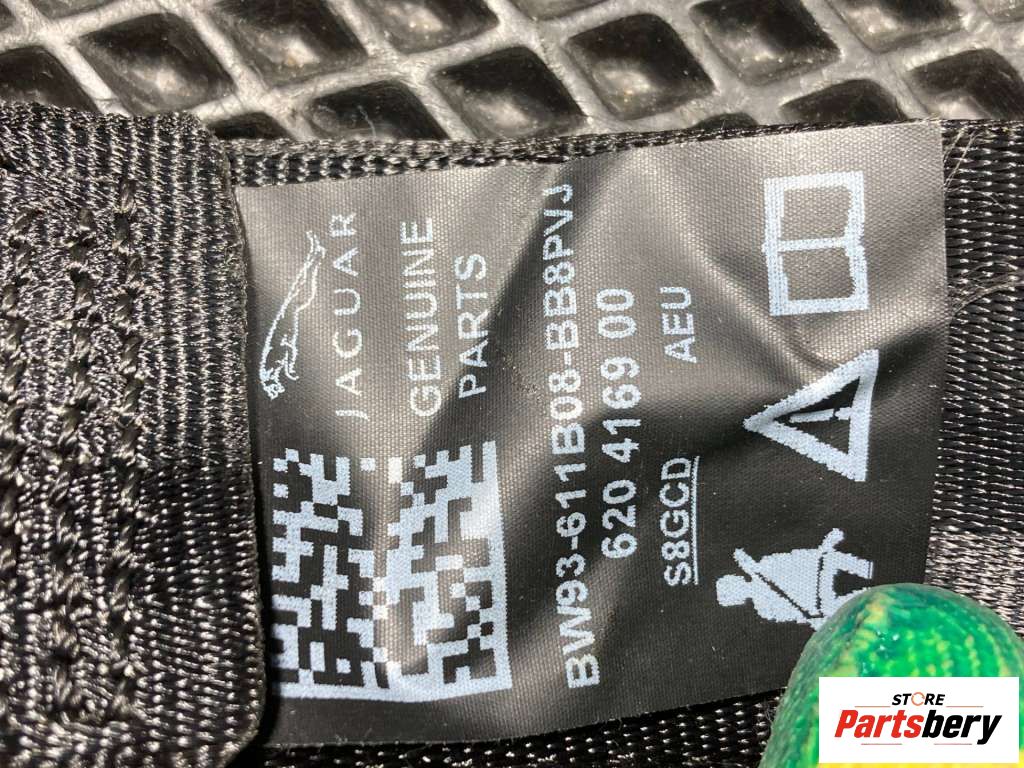 JAGUAR
GENUINE
PARTS
BW93-611B08-BB8PVJ
620 4169 00
S8GCD AEU
STORE
Partsbery